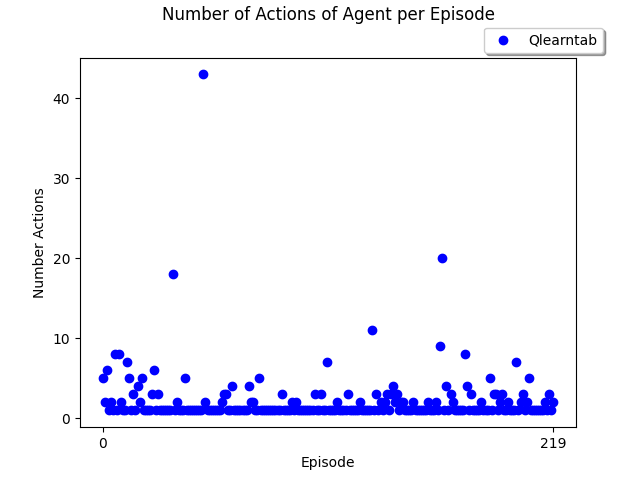 Number of Actions of Agent per Episode
Qlearntab
40
30
20
10
0
Number Actions
0 219
Episode